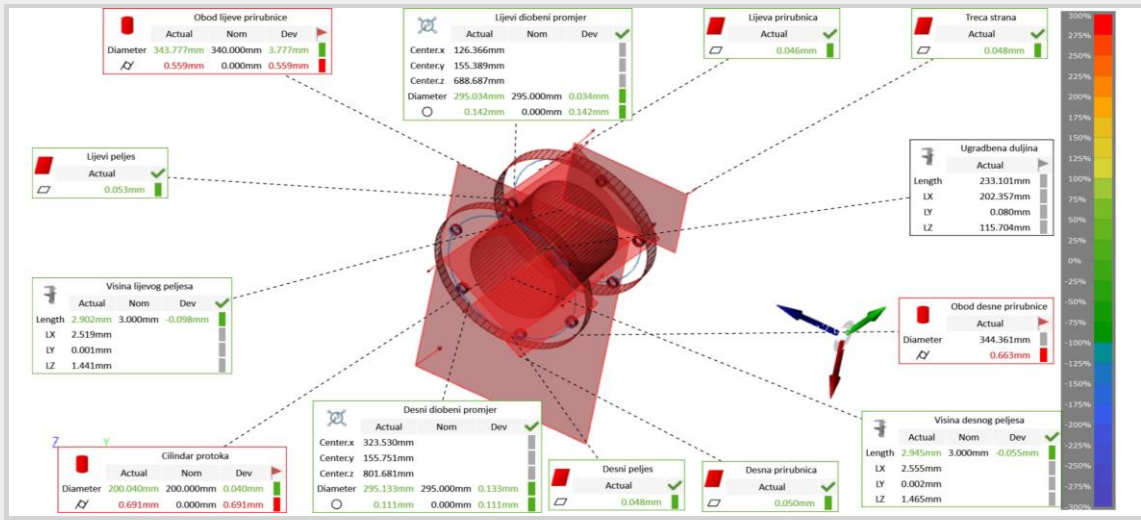 Obod lijeve prirubnice
Actual Nom Dev
Diameter 343.777mm 340.000mm 3.777mm
0.559mm 0.000mm 0.559mm
Lijevi diobeni promjer
Actual Nom Dev
Center.x 126.366mm
Center.y 155.389mm
Center.z 688.687mm
Diameter 295.034mm 295.000mm 0.034mm
0.142mm 0.000mm 0.142mm
Lijeva prirubnica
Actual
0.046mm
Treca strana
Actual
0.048mm
Lijevi peljes
Actual
0.053mm
Ugradbena duljina
Actual
Length 233.101mm
LX 202.357mm
LY 0.080mm
LZ 115.704mm
Visina lijevog peljesa
Actual Nom Dev
Length 2.902mm 3.000mm -0.098mm
LX 2.519mm
LY 0.001mm
LZ 1.441mm
Obod desne prirubnice
Actual
Diameter 344.361mm
0.663mm
Z Y
Cilindar protoka
Actual Nom Dev
Diameter 200.040mm 200.000mm 0.040mm
0.691mm 0.000mm 0.691mm
Desni diobeni promjer
Actual Nom Dev
Center.x 323.530mm
Center.y 155.751mm
Center.z 801.681mm
Diameter 295.133mm 295.000mm 0.133mm
0.111mm 0.000mm 0.111mm
Desni peljes
Actual
0.048mm
Desna prirubnica
Actual
0.050mm
Visina desnog peljesa
Actual Nom Dev
Length 2.945mm 3.000mm -0.055mm
LX 2.555mm
LY 0.002mm
LZ 1.465mm
300%
275%
250%
225%
200%
175%
150%
125%
100%
75%
50%
25%
0%
-25%
-50%
-75%
-100%
-125%
-150%
-175%
-200%
-225%
-250%
-275%
-300%